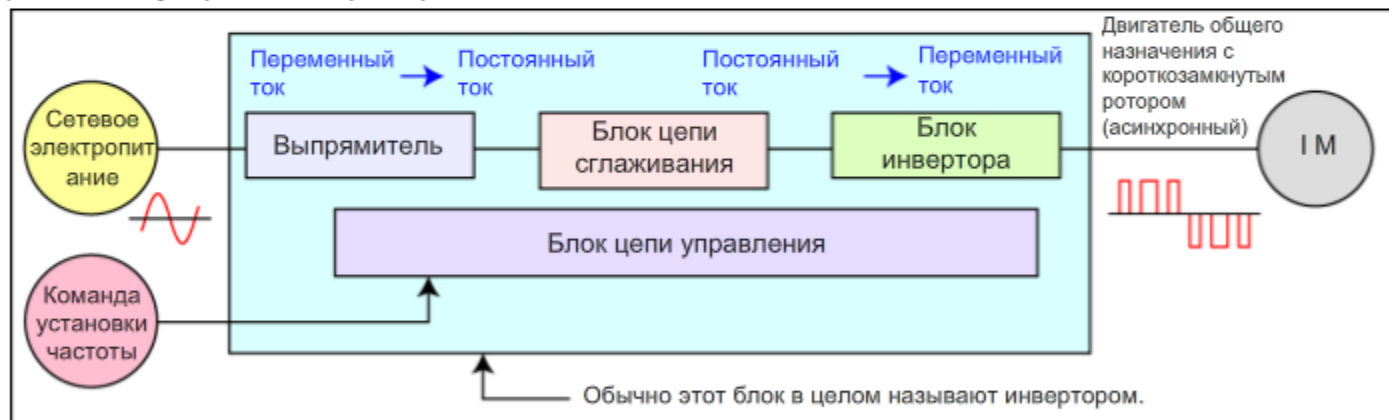 Переменный
ток
Постоянный
ток
Постоянный
ток
Переменный
ток
Двигатель общего
назначения с
короткозамкнутым
ротором
(асинхронный)
Сетевое
электропит
ание
Выпрямитель
Блок цепи
сглаживания
Блок
инвертора
I M
Блок цепи управления
Команда
установки
частоты
Обычно этот блок в целом называют инвертором.